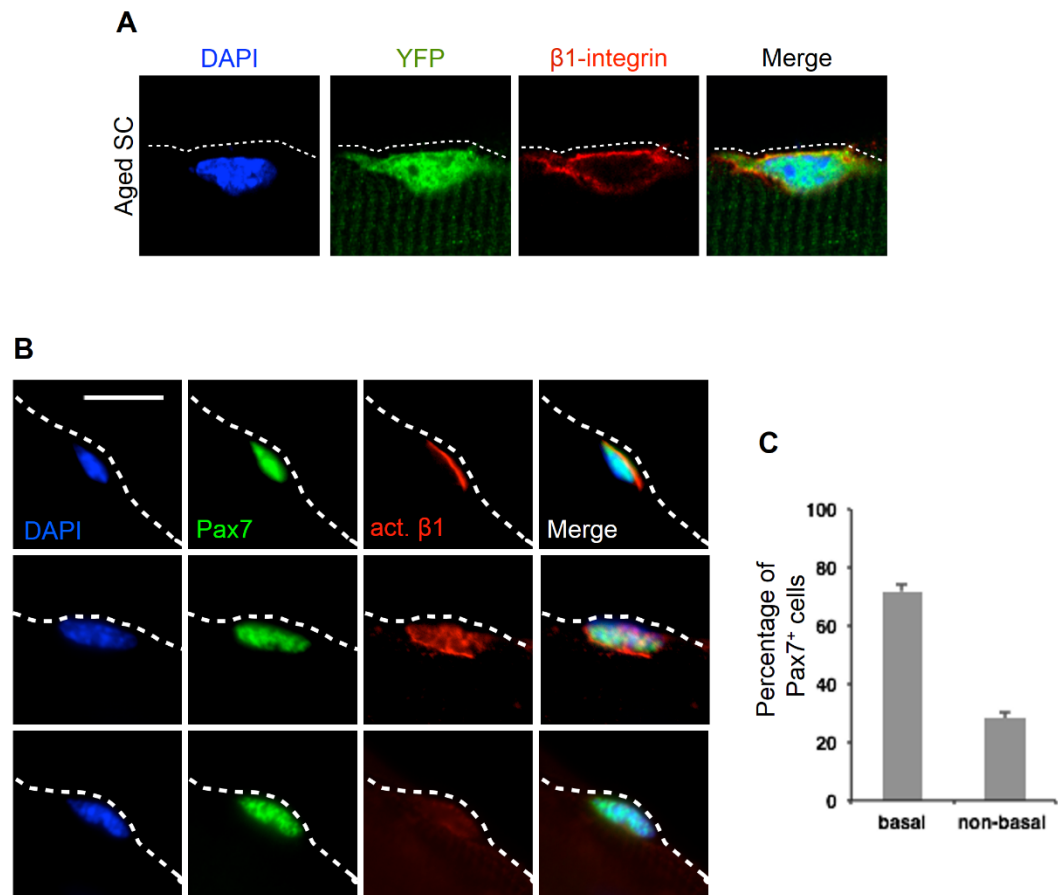 A
DAPI
YFP
β1-integrin
Merge
Aged SC
B
DAPI
Pax7
act. β1
Merge
C
Percentage of
Pax7⁺ cells
100
80
60
40
20
0
basal
non-basal